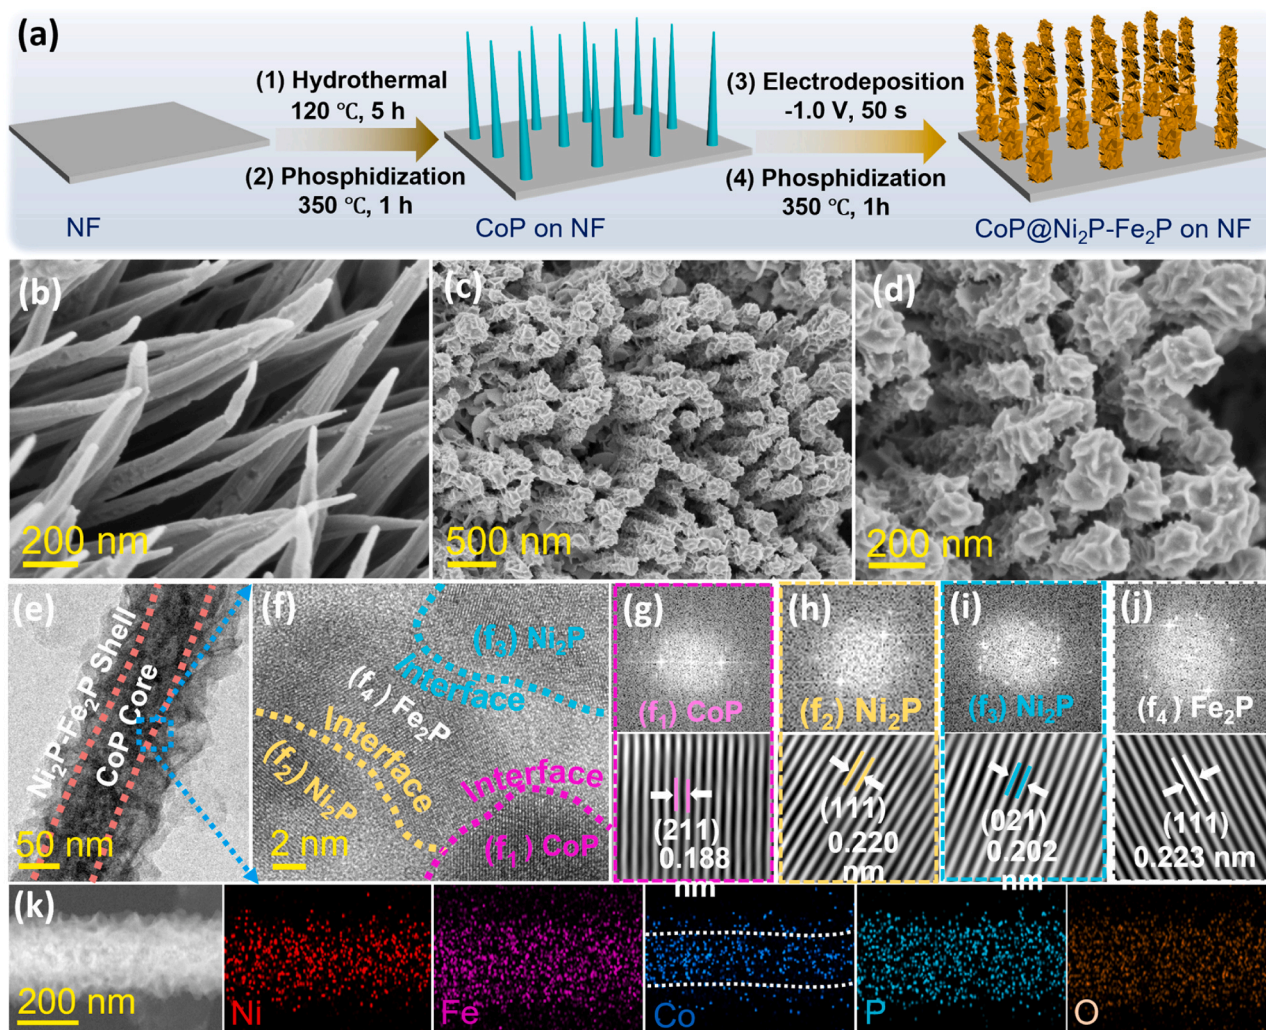 (a)
(1) Hydrothermal
120 ℃, 5 h
(2) Phosphidization
350 ℃, 1 h
(3) Electrodeposition
-1.0 V, 50 s
(4) Phosphidization
350 ℃, 1h
NF
CoP on NF
CoP@Ni₂P-Fe₂P on NF
(b)
200 nm
(c)
500 nm
(d)
200 nm
(e)
Ni₂P-Fe₂P Shell
CoP Core
50 nm
(f)
(f₃) Ni₂P
Interface
(f₄) Fe₂P
Interface
(f₂) Ni₂P
Interface
(f₁) CoP
2 nm
(g)
(f₁) CoP
(211)
0.188
nm
(h)
(f₂) Ni₂P
(111)
0.220
nm
(i)
(f₃) Ni₂P
(021)
0.202
nm
(j)
(f₄) Fe₂P
(111)
0.223 nm
(k)
200 nm
Ni
Fe
Co
P
O